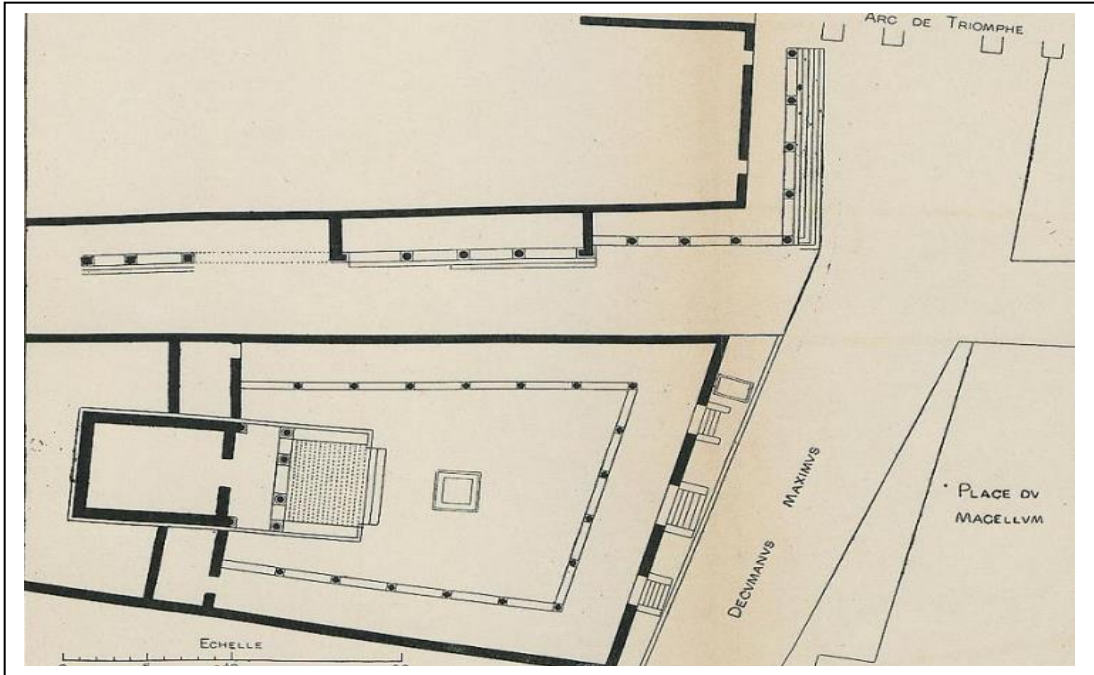 ARC DE TRIOMPHE
DECVMANVS MAXIMVS
PLACE DV
MACELLVM
ECHELLE